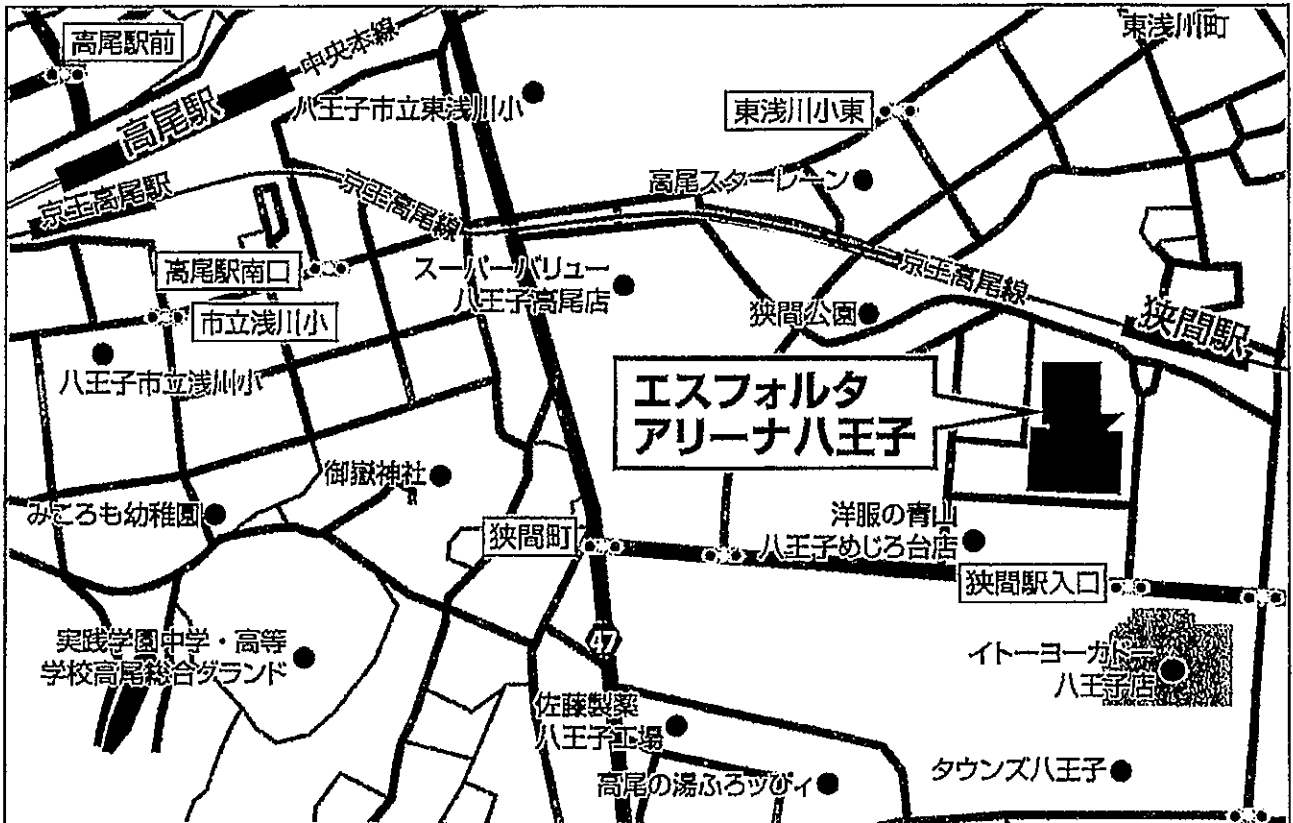 高尾駅前
中央本線
東浅川町
高尾駅
八王子市立東浅川小
東浅川小東
京王高尾駅
京王高尾線
高尾スターレーン
高尾駅南口
スーパーバリュー
八王子高尾店
京王高尾線
市立浅川小
狭間公園
狭間駅
八王子市立浅川小
エスフォルタ
アリーナ八王子
御嶽神社
みころも幼稚園
狭間町
洋服の青山
八王子めじろ台店
狭間駅入口
実践学園中学・高等
学校高尾総合グランド
47
イトーヨーカドー
八王子店
佐藤製薬
八王子工場
高尾の湯ふろッぴィ
タウンズ八王子